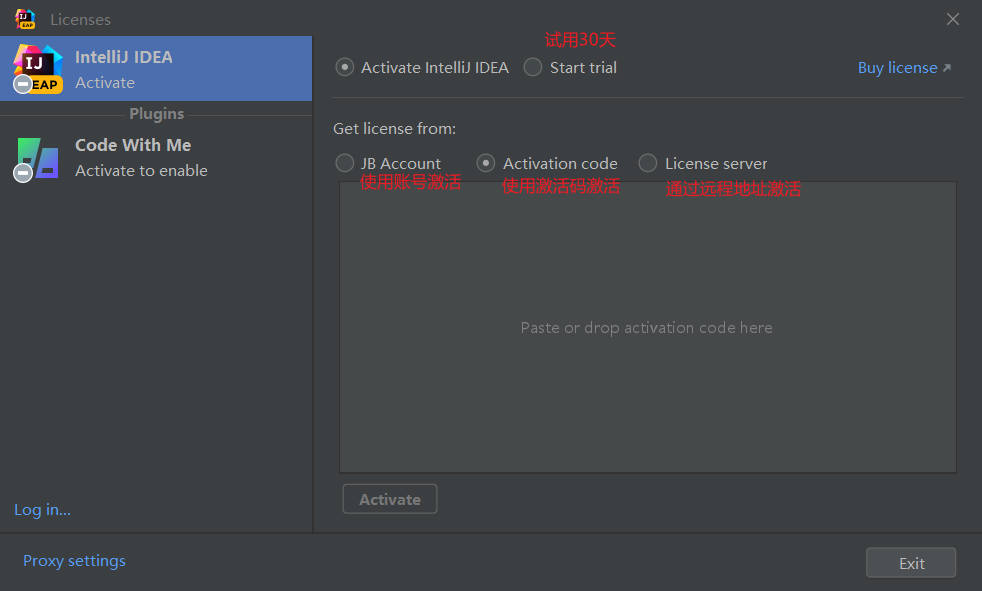 Licenses
IntelliJ IDEA
Activate
IJ
EAP
Plugins
Code With Me
Activate to enable
Log in...
试用30天
Activate IntelliJ IDEA Start trial Buy license
Get license from:
JB Account Activation code License server
使用账号激活 使用激活码激活 通过远程地址激活
Paste or drop activation code here
Activate
Proxy settings
Exit